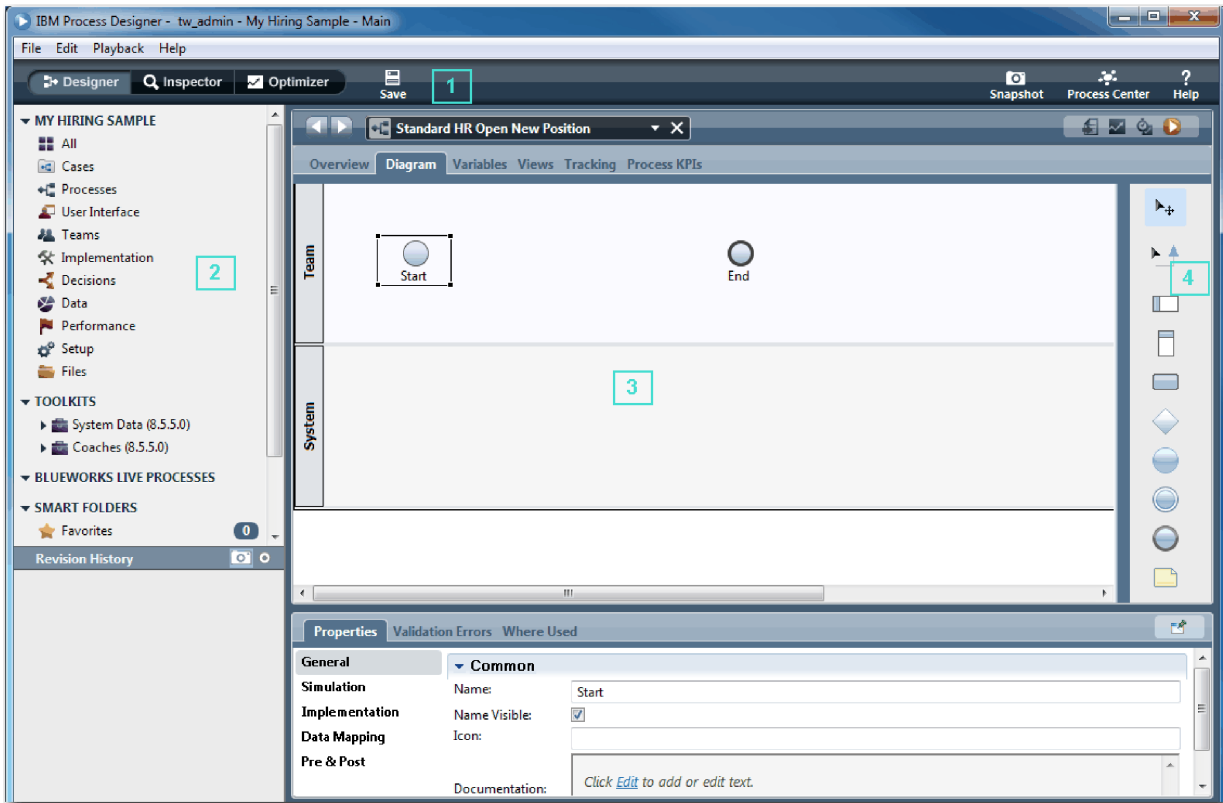 IBM Process Designer - tw_admin - My Hiring Sample - Main
File Edit Playback Help
Designer Inspector Optimizer Save 1 Snapshot Process Center Help
MY HIRING SAMPLE
All
Cases
Processes
User Interface
Teams
Implementation
Decisions
Data
Performance
Setup
Files
2
TOOLKITS
System Data (8.5.5.0)
Coaches (8.5.5.0)
BLUEWORKS LIVE PROCESSES
SMART FOLDERS
Favorites 0
Revision History
Standard HR Open New Position
Overview Diagram Variables Views Tracking Process KPIs
Team
Start
End
System
3
4
Properties Validation Errors Where Used
General
Simulation
Implementation
Data Mapping
Pre & Post
Common
Name: Start
Name Visible:
Icon:
Documentation: Click Edit to add or edit text.